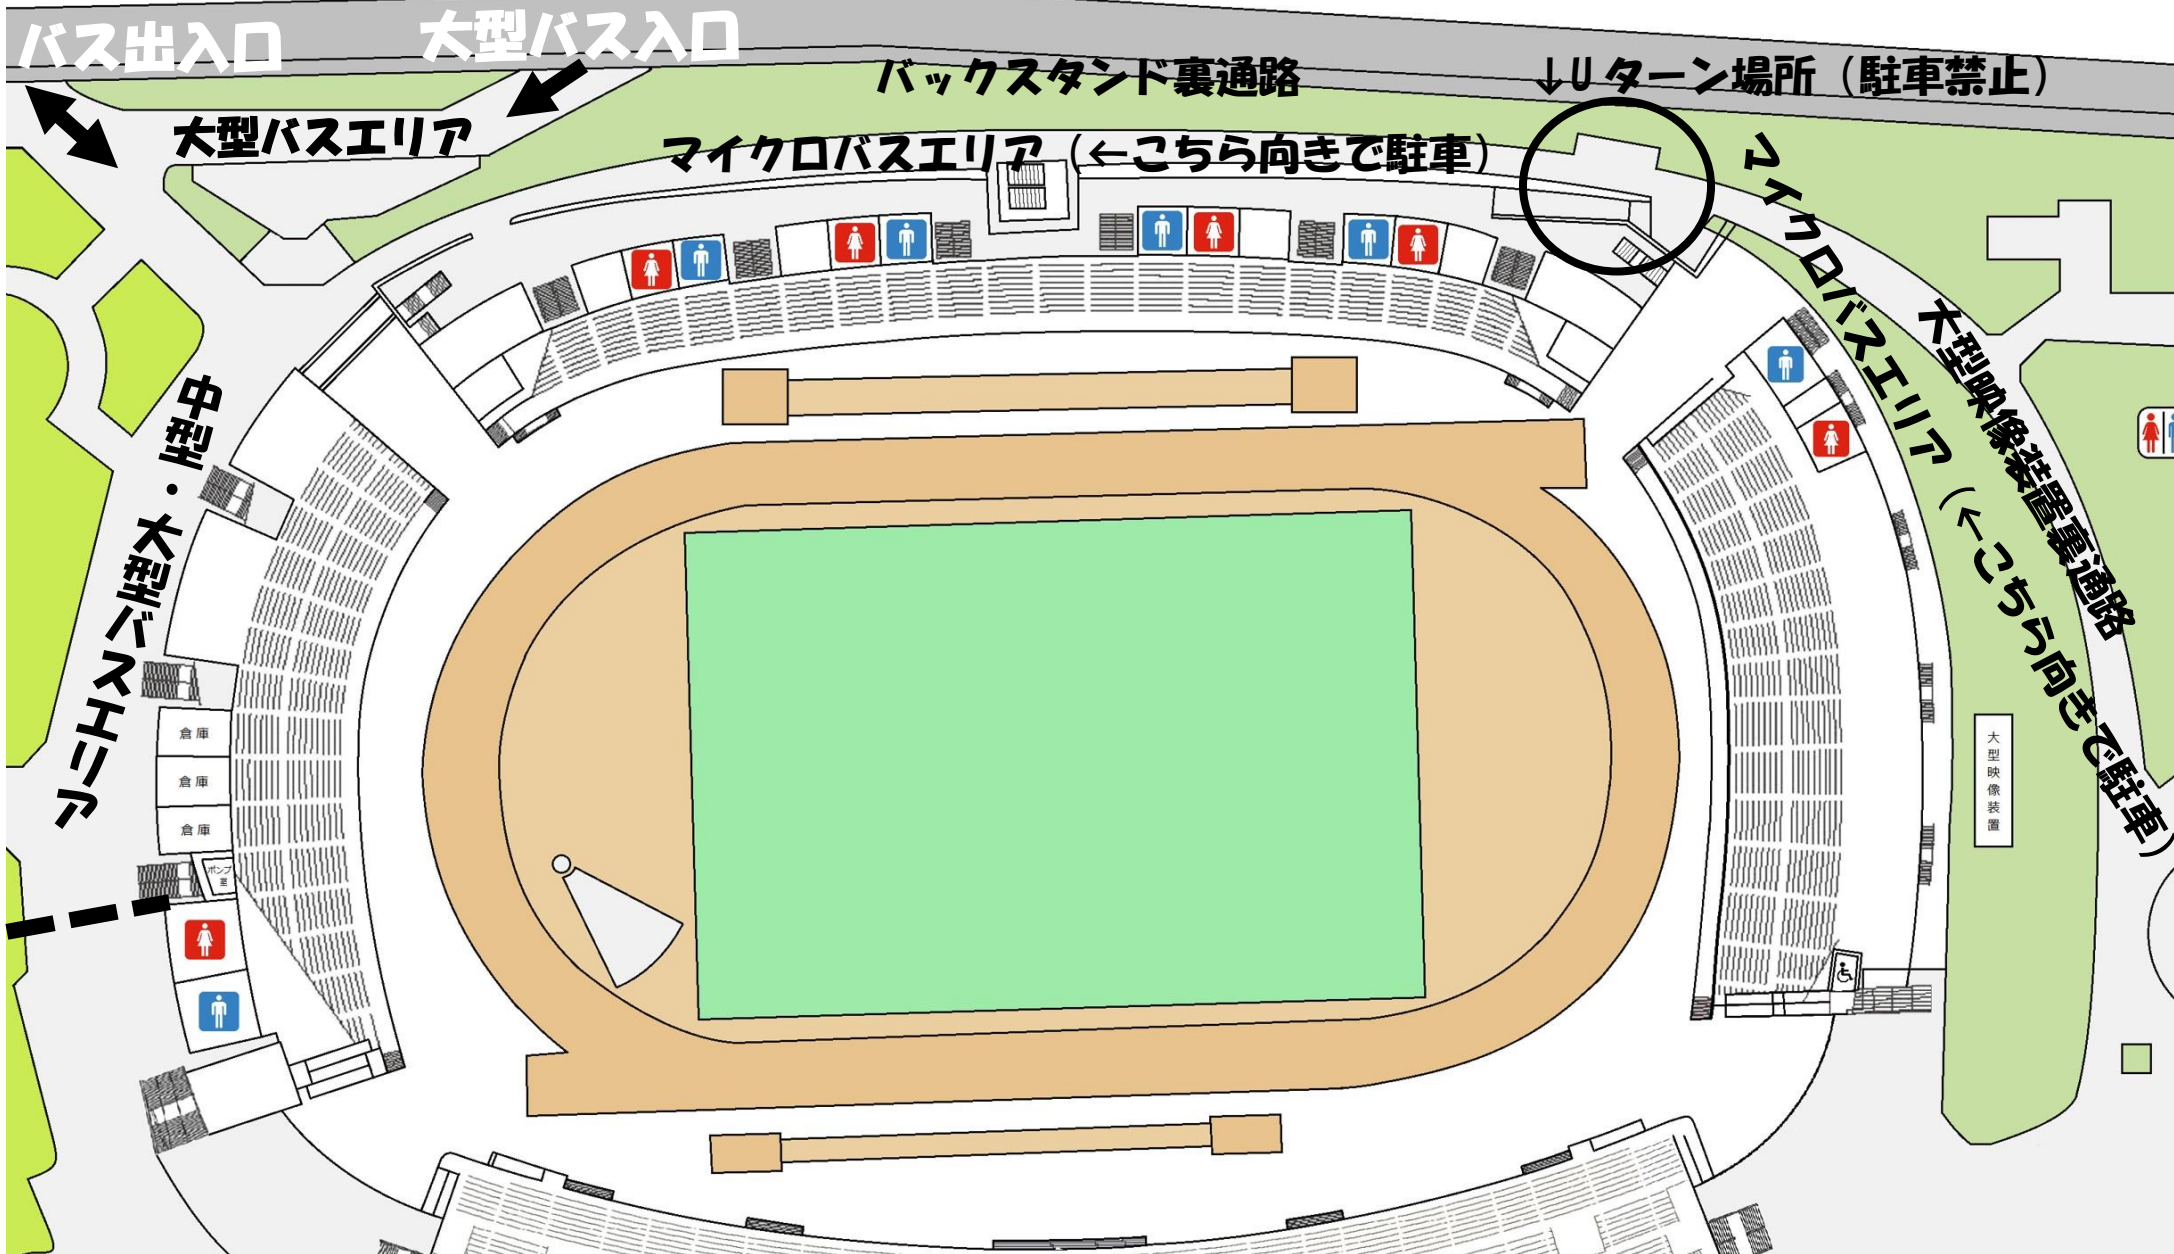 バス出入口
大型バス入口
バックスタンド裏通路
↓Uターン場所（駐車禁止）
大型バスエリア
マイクロバスエリア（←こちら向きで駐車）
マイクロバスエリア（←こちら向きで駐車）
大型映像装置裏通路
中型・大型バスエリア
倉庫
倉庫
倉庫
ポンプ室
大型映像装置